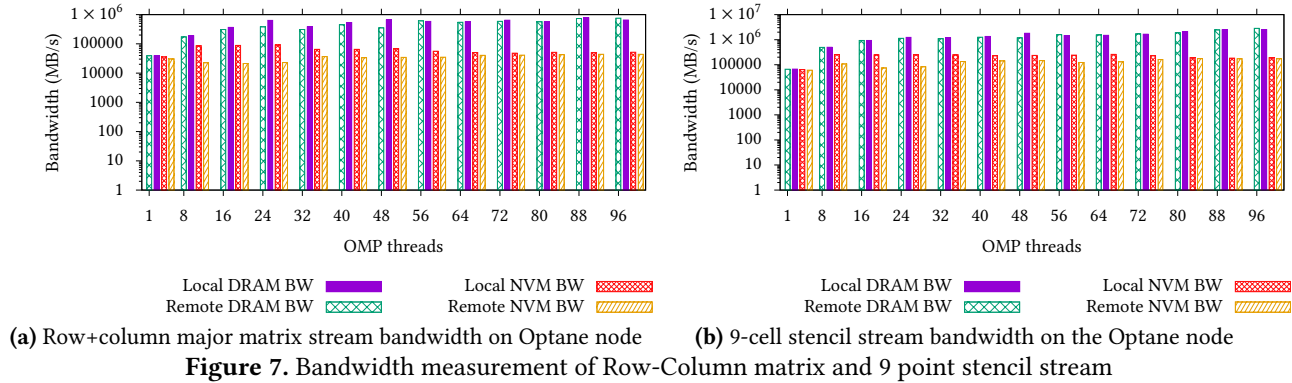 1 × 10^6
100000
10000
1000
100
10
1
Bandwidth (MB/s)
1 8 16 24 32 40 48 56 64 72 80 88 96
OMP threads
Local DRAM BW
Remote DRAM BW
Local NVM BW
Remote NVM BW
(a) Row+column major matrix stream bandwidth on Optane node
1 × 10^7
1 × 10^6
100000
10000
1000
100
10
1
Bandwidth (MB/s)
1 8 16 24 32 40 48 56 64 72 80 88 96
OMP threads
Local DRAM BW
Remote DRAM BW
Local NVM BW
Remote NVM BW
(b) 9-cell stencil stream bandwidth on the Optane node
Figure 7. Bandwidth measurement of Row-Column matrix and 9 point stencil stream